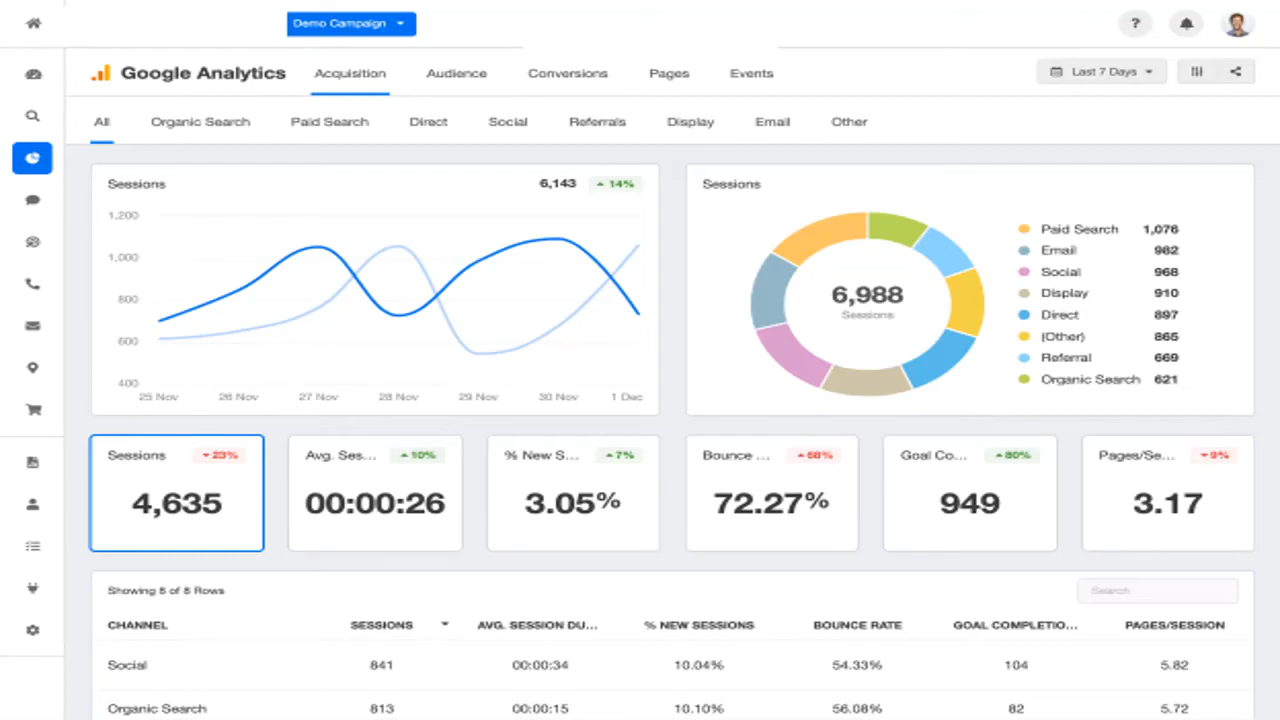 Demo Campaign
?
Google Analytics Acquisition Audience Conversions Pages Events Last 7 Days
All Organic Search Paid Search Direct Social Referrals Display Email Other
Sessions 6,143 14%
1,200
1,000
800
600
400
25 Nov 26 Nov 27 Nov 28 Nov 29 Nov 30 Nov 1 Dec
Sessions
6,988
Sessions
Paid Search 1,076
Email 982
Social 968
Display 910
Direct 897
(Other) 865
Referral 669
Organic Search 621
Sessions 23%
4,635
Avg. Ses... 10%
00:00:26
% New S... 7%
3.05%
Bounce ... 68%
72.27%
Goal Co... 80%
949
Pages/Se... 9%
3.17
Showing 8 of 8 Rows Search
CHANNEL SESSIONS AVG. SESSION DU... % NEW SESSIONS BOUNCE RATE GOAL COMPLETIO... PAGES/SESSION
Social 841 00:00:34 10.04% 54.33% 104 5.82
Organic Search 813 00:00:15 10.10% 56.08% 82 5.72